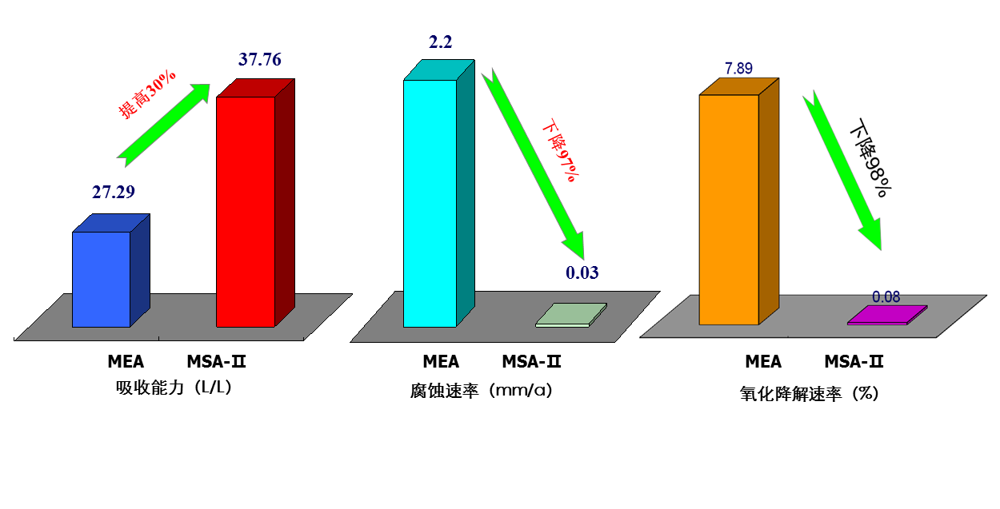 提高30%
37.76
27.29
MEA
MSA-II
吸收能力（L/L）
2.2
下降97%
0.03
MEA
MSA-II
腐蚀速率（mm/a）
7.89
下降98%
0.08
MEA
MSA-II
氧化降解速率（%）